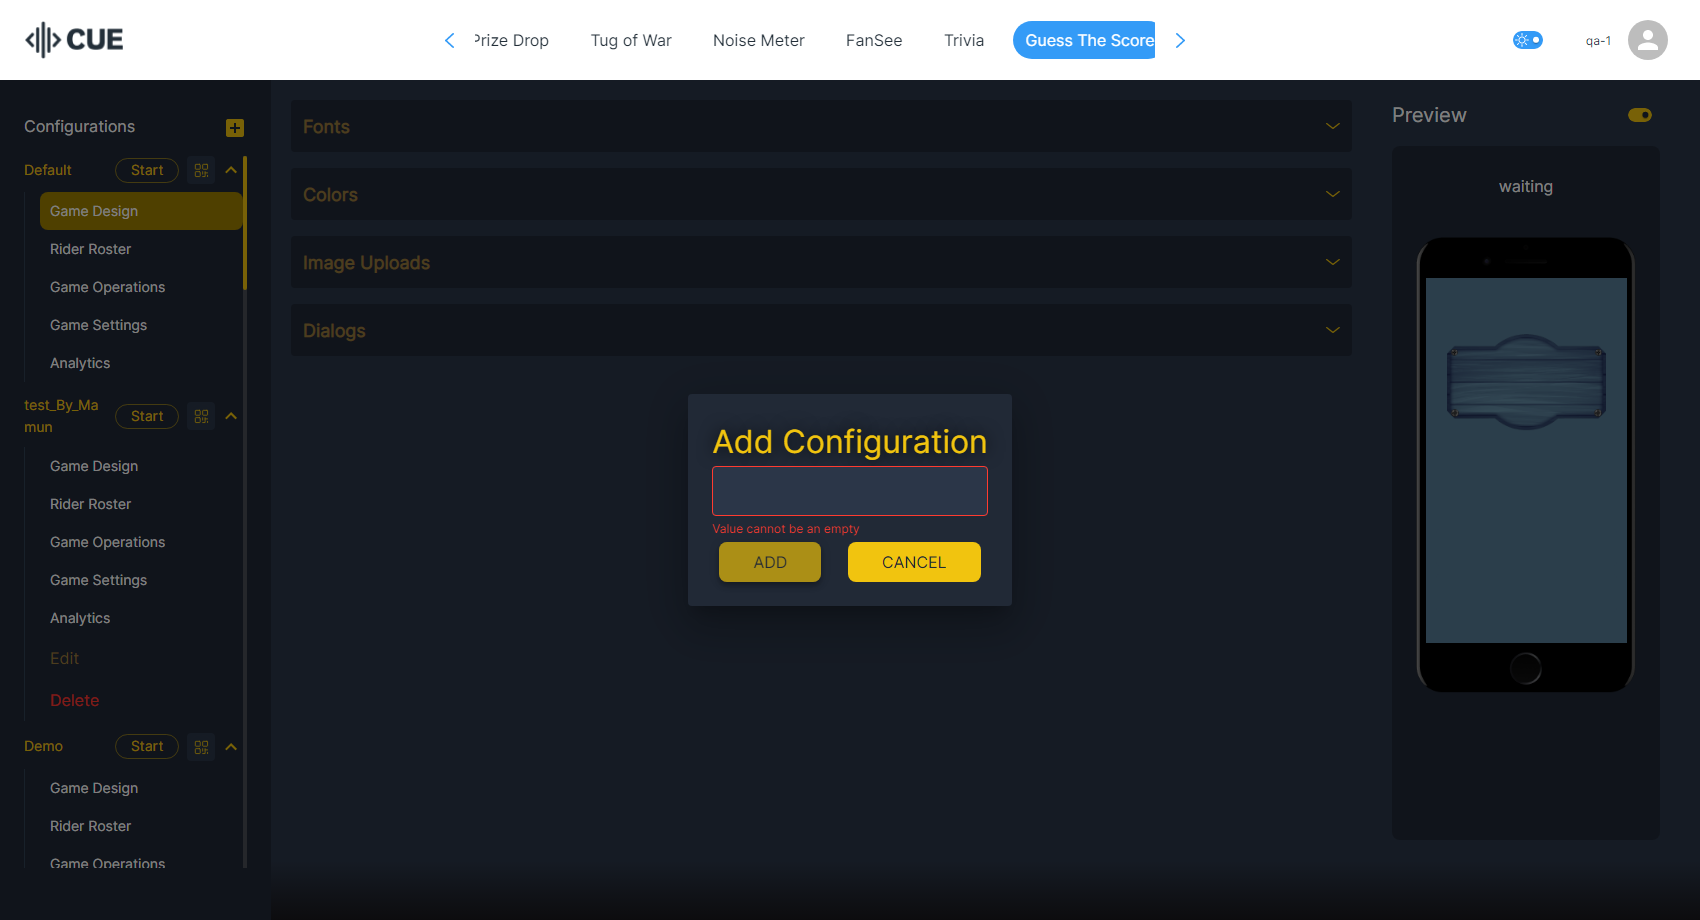 CUE
Prize Drop
Tug of War
Noise Meter
FanSee
Trivia
Guess The Score
qa-1
Configurations
Default
Start
Game Design
Rider Roster
Game Operations
Game Settings
Analytics
test_By_Ma
mun
Start
Game Design
Rider Roster
Game Operations
Game Settings
Analytics
Edit
Delete
Demo
Start
Game Design
Rider Roster
Game Operations
Fonts
Colors
Image Uploads
Dialogs
Add Configuration
Value cannot be an empty
ADD
CANCEL
Preview
waiting